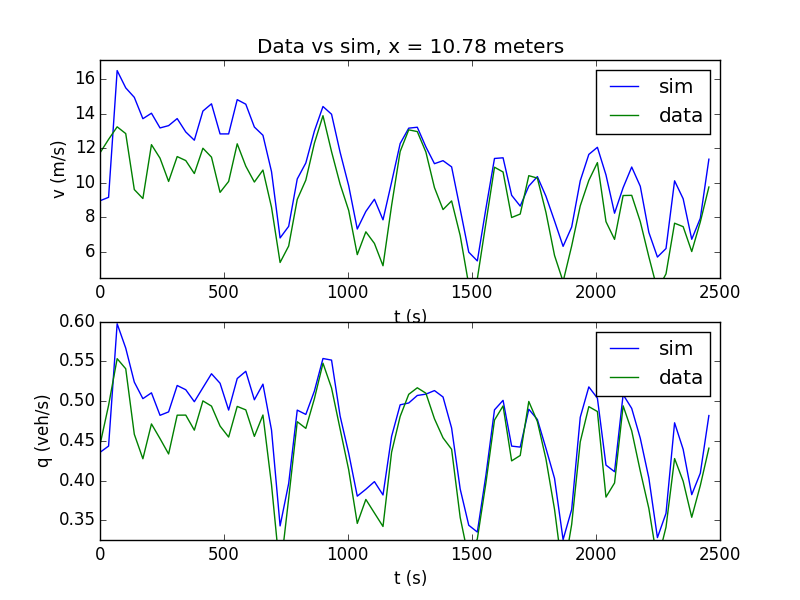 Data vs sim, x = 10.78 meters
v (m/s)
16
14
12
10
8
6
sim
data
0 500 1000 1500 2000 2500
t (s)
q (veh/s)
0.60
0.55
0.50
0.45
0.40
0.35
sim
data
0 500 1000 1500 2000 2500
t (s)